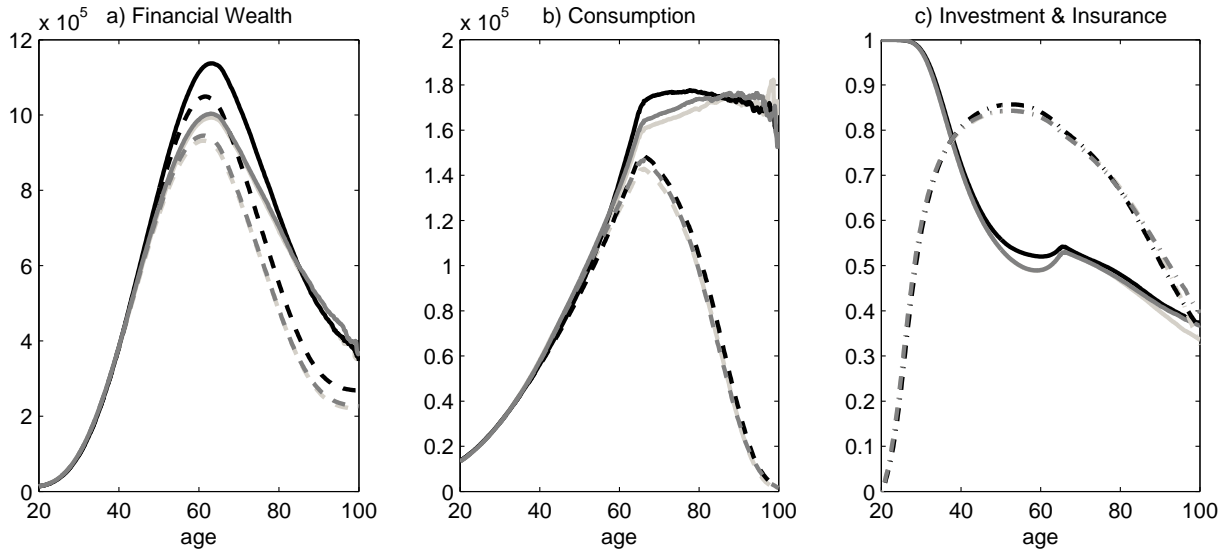 a) Financial Wealth
x 10^5
12
10
8
6
4
2
0
20 40 60 80 100
age
b) Consumption
x 10^5
2
1.8
1.6
1.4
1.2
1
0.8
0.6
0.4
0.2
0
20 40 60 80 100
age
c) Investment & Insurance
1
0.9
0.8
0.7
0.6
0.5
0.4
0.3
0.2
0.1
0
20 40 60 80 100
age